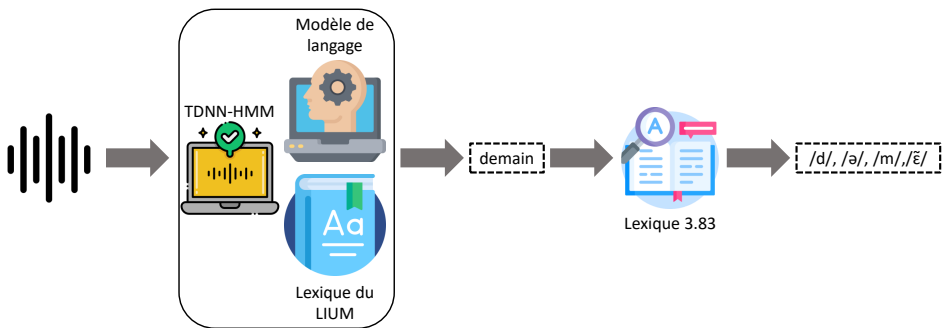 Modèle de
langage
TDNN-HMM
Aa
Lexique du
LIUM
demain
A
Lexique 3.83
/d/, /ə/, /m/,/ɛ̃/